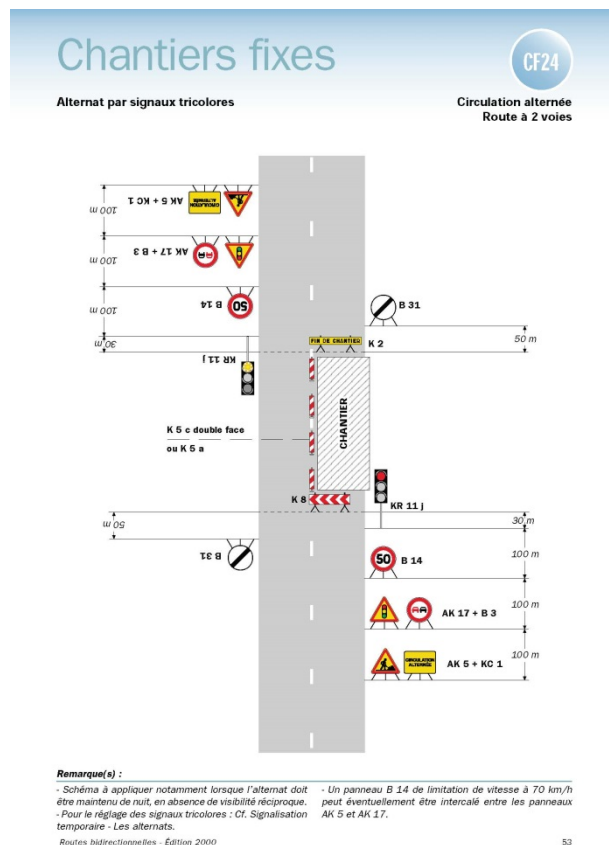 Chantiers fixes
CF24
Alternat par signaux tricolores
Circulation alternée
Route à 2 voies
100 m
AK 5 + KC 1
CIRCULATION
ALTERNÉE
100 m
AK 17 + B 3
100 m
B 14
50
30 m
KR 11 j
B 31
50 m
FIN DE CHANTIER
K 2
K 5 c double face
ou K 5 a
CHANTIER
K 8
KR 11 j
50 m
30 m
B 31
50
B 14
100 m
AK 17 + B 3
100 m
CIRCULATION
ALTERNÉE
AK 5 + KC 1
100 m
Remarque(s) :
- Schéma à appliquer notamment lorsque l'alternat doit
être maintenu de nuit, en absence de visibilité réciproque.
- Pour le réglage des signaux tricolores : Cf. Signalisation
temporaire - Les alternats.
- Un panneau B 14 de limitation de vitesse à 70 km/h
peut éventuellement être intercalé entre les panneaux
AK 5 et AK 17.
Routes bidirectionnelles - Édition 2000
53